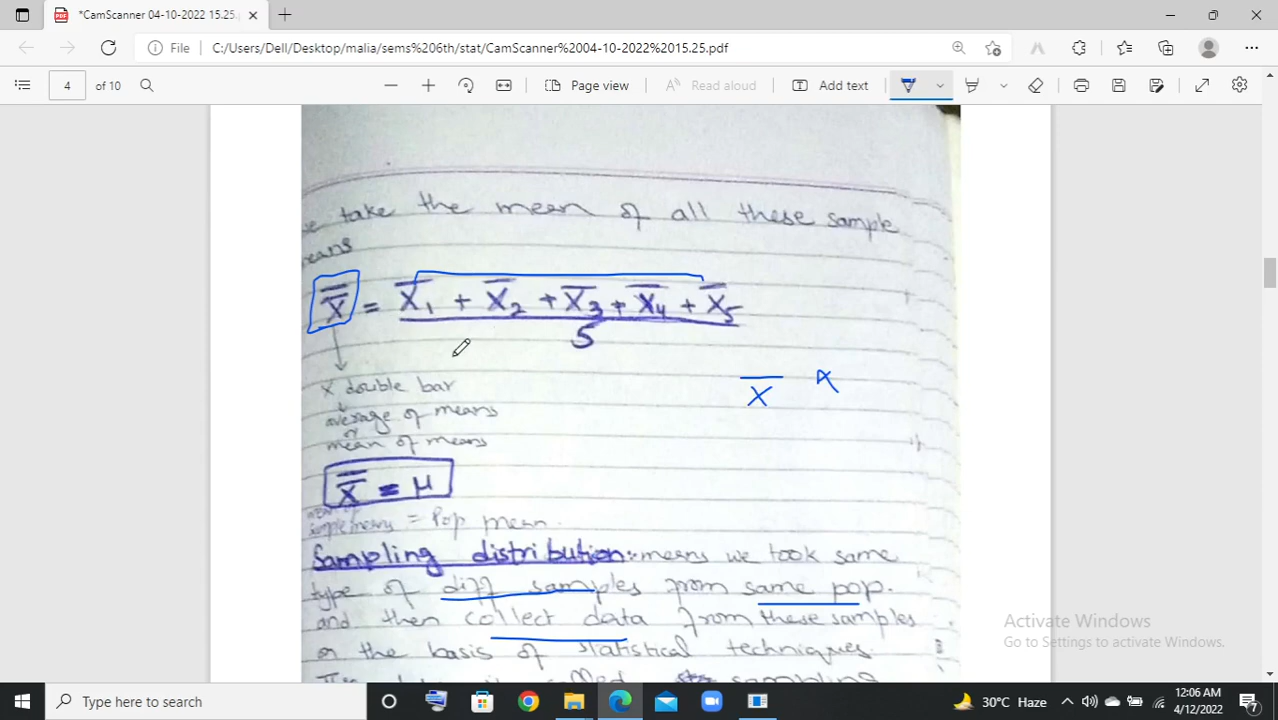 *CamScanner 04-10-2022 15.25.
File C:/Users/Dell/Desktop/malia/sems%206th/stat/CamScanner%2004-10-2022%2015.25.pdf
4 of 10 Page view Read aloud Add text
take the mean of all these sample
X̿ = X̅₁ + X̅₂ + X̅₃ + X̅₄ + X̅₅
5
X̅
x double bar
average of means
or
mean of means
X̿ = μ
sample means = Pop mean.
Sampling distribution: means we took same
type of diff samples from same pop.
and then collect data from these samples
on the basis of statistical techniques.
Activate Windows
Go to Settings to activate Windows.
Type here to search
30°C Haze
12:06 AM
4/12/2022
7